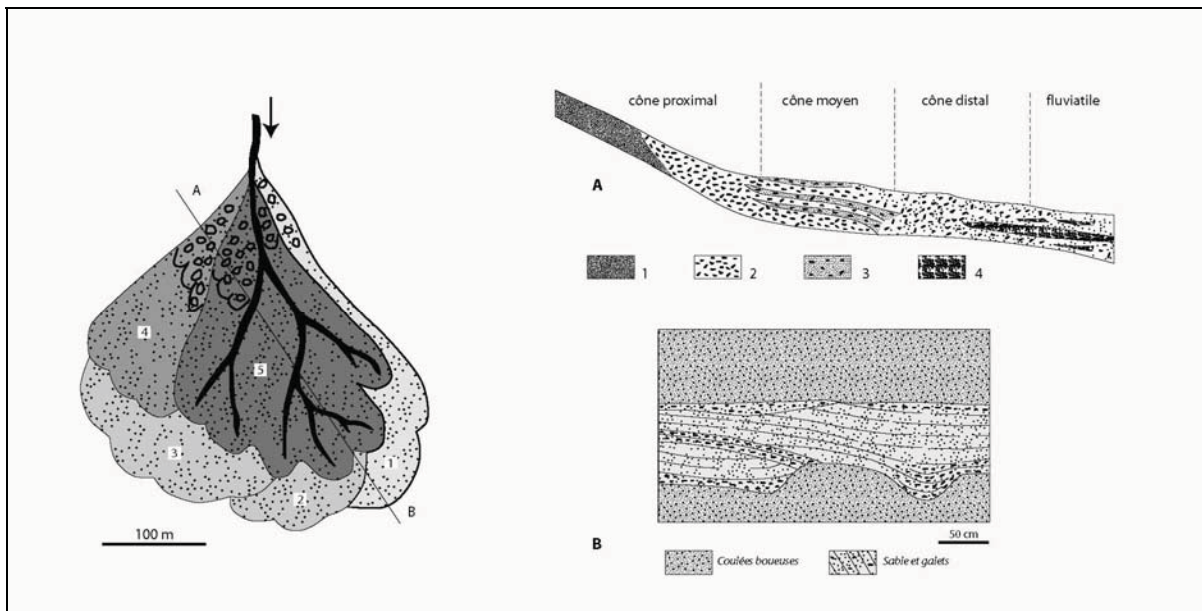 A
4
5
3
1
2
B
100 m
cône proximal cône moyen cône distal fluviatile
A
1 2 3 4
B
50 cm
Coulées boueuses Sable et galets